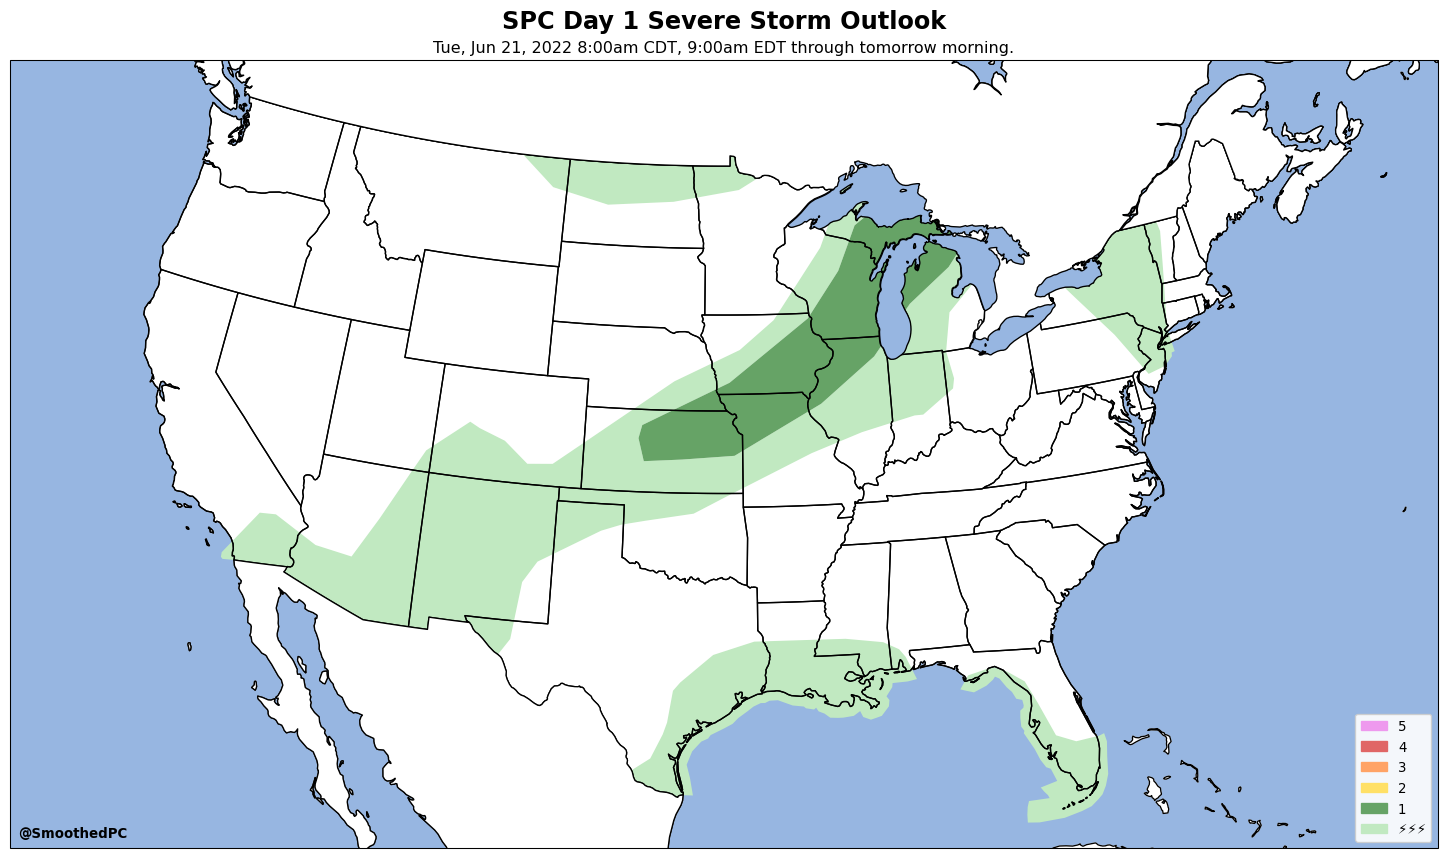 SPC Day 1 Severe Storm Outlook
Tue, Jun 21, 2022 8:00am CDT, 9:00am EDT through tomorrow morning.
5
4
3
2
1
⚡⚡⚡
@SmoothedPC